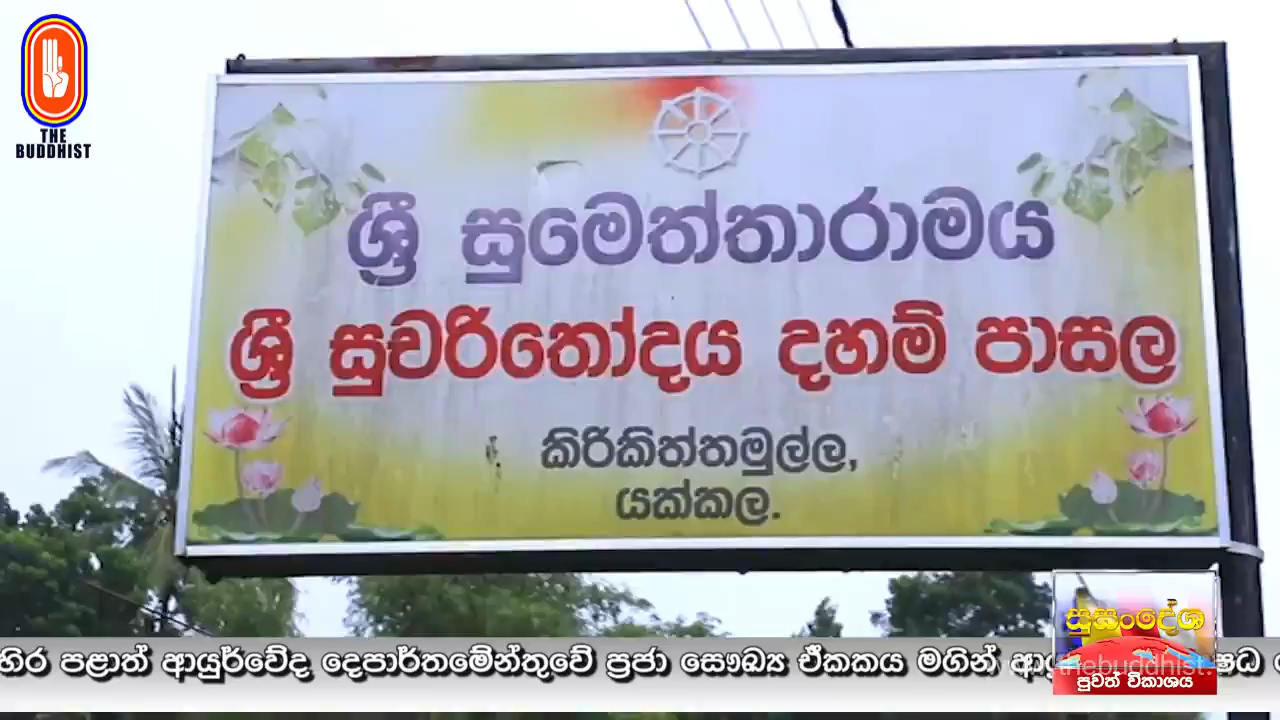 THE
BUDDHIST
ශ්‍රී සුමෙත්තාරාමය
ශ්‍රී සුචරිතෝදය දහම් පාසල
කිරිකිත්තමුල්ල,
යක්කල.
සුසංදේශ
හිර පළාත් ආයුර්වේද දෙපාර්තමේන්තුවේ ප්‍රජා සෞඛ්‍ය ඒකකය මගින්
පුවත් විකාශය